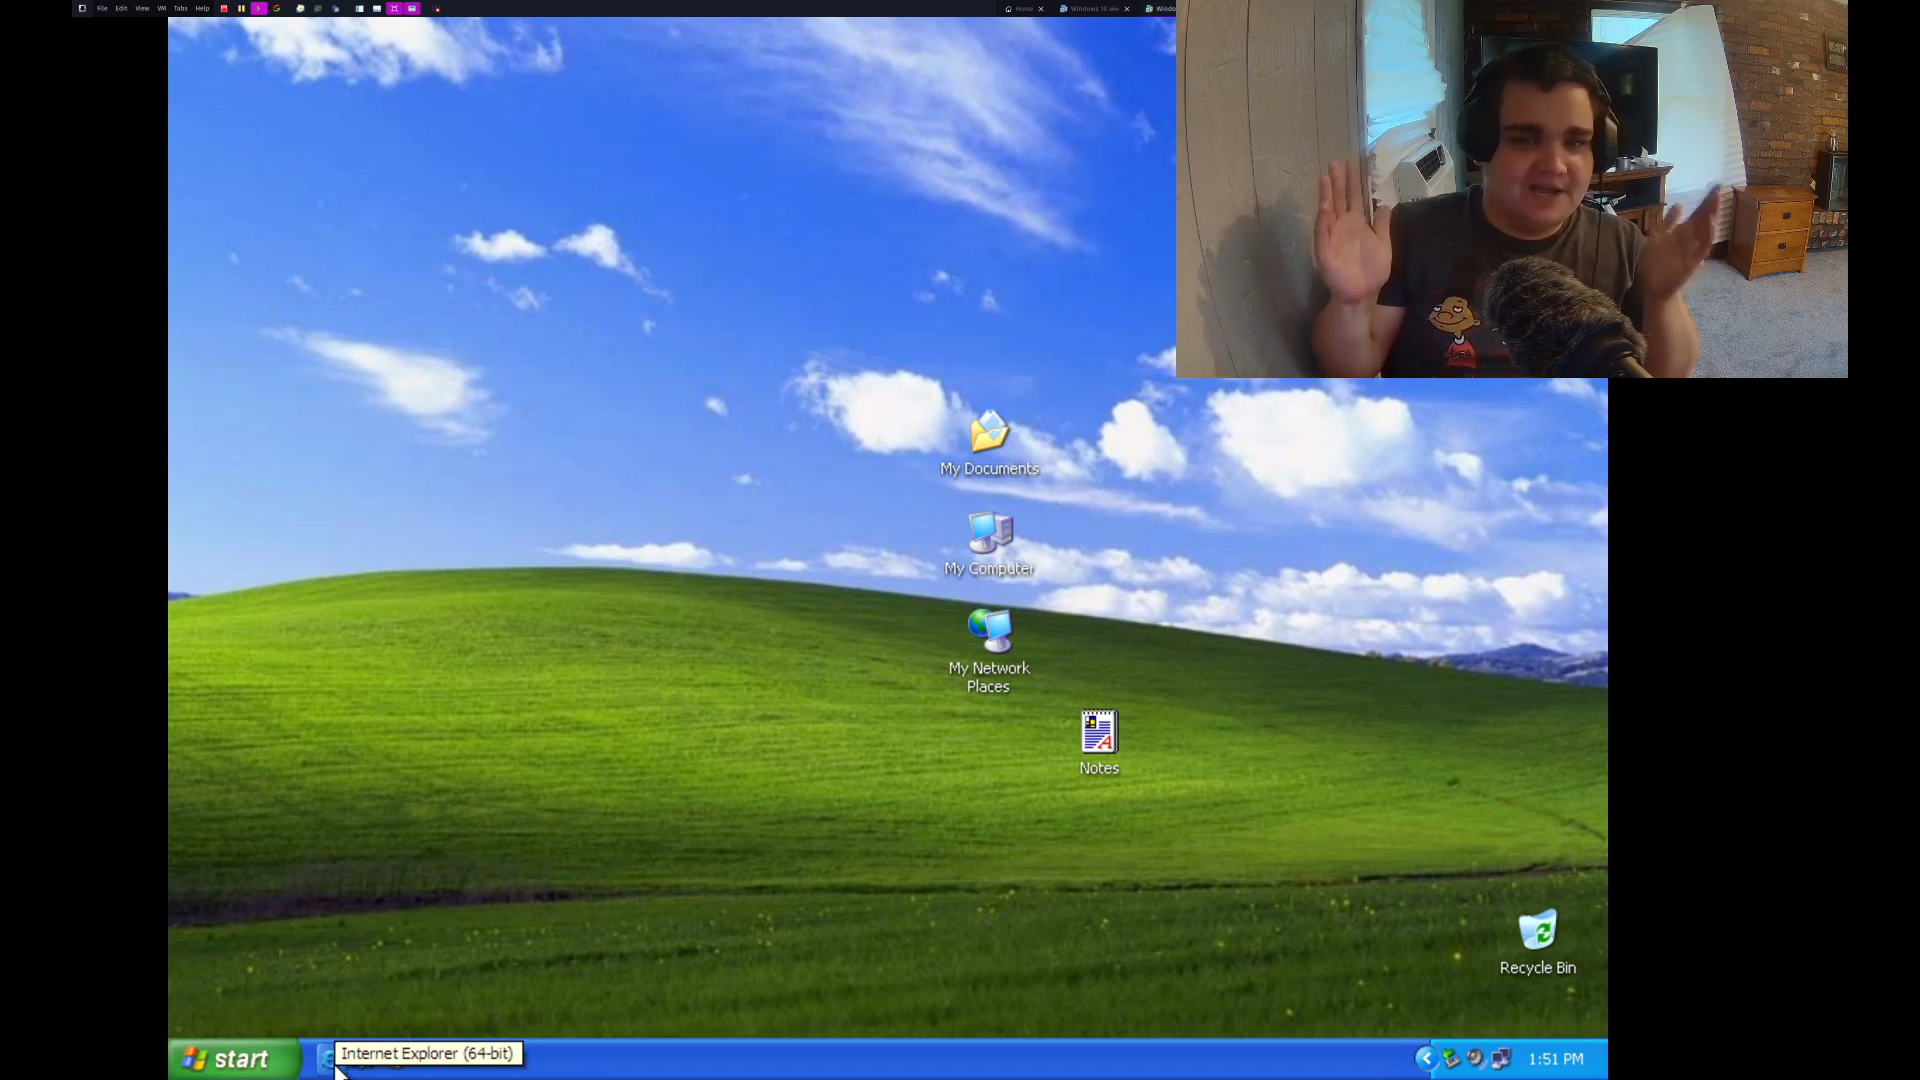 File Edit View VM Tabs Help
Home
Windows 10 x64
Windo
My Documents
My Computer
My Network
Places
Notes
Recycle Bin
start
Internet Explorer (64-bit)
1:51 PM